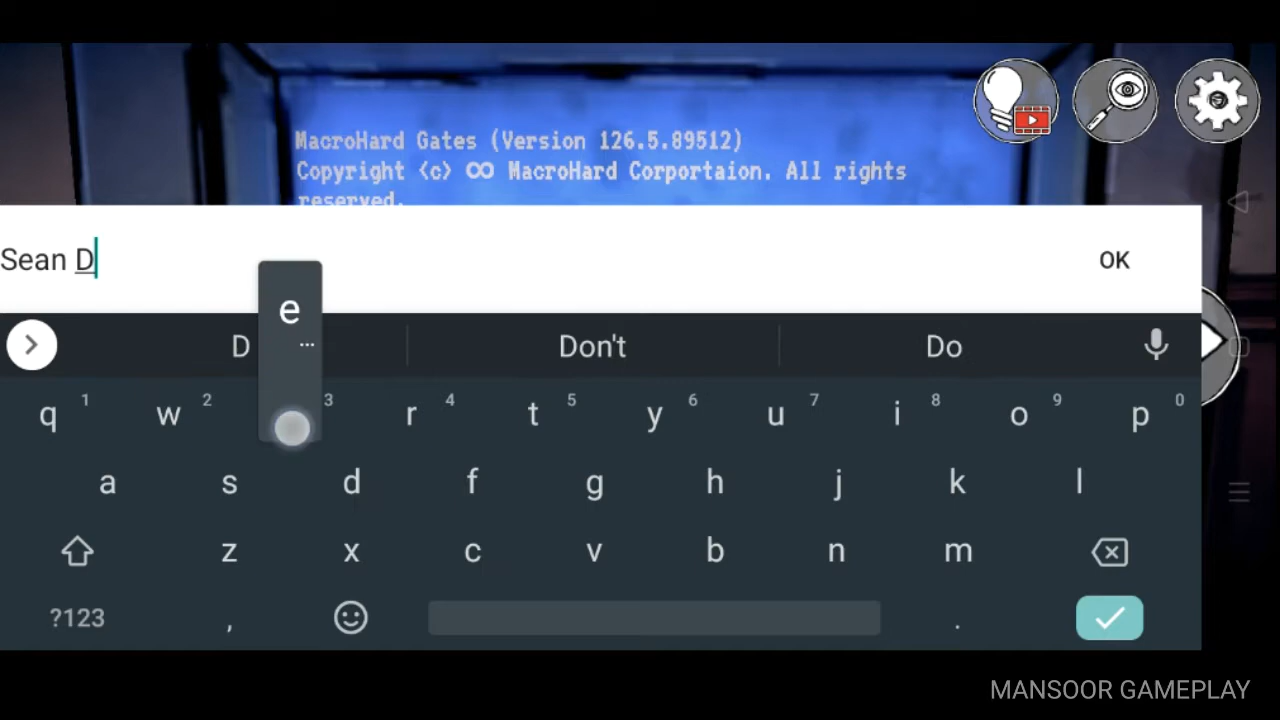 MacroHard Gates (Version 126.5.89512)
Copyright <c> ∞ MacroHard Corportaion. All rights
reserved.
Sean D
OK
e
...
D
Don't
Do
q 1 w 2 3 r 4 t 5 y 6 u 7 i 8 o 9 p 0
a s d f g h j k l
z x c v b n m
?123 , .
MANSOOR GAMEPLAY